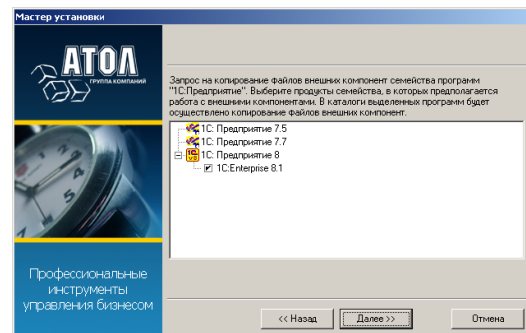 Мастер установки
АТОЛ
ГРУППА КОМПАНИЙ
Запрос на копирование файлов внешних компонент семейства программ
"1С:Предприятие". Выберите продукты семейства, в которых предполагается
работа с внешними компонентами. В каталоги выделенных программ будет
осуществлено копирование файлов внешних компонент.
1С: Предприятие 7.5
1С: Предприятие 7.7
1С: Предприятие 8
1C:Enterprise 8.1
Профессиональные
инструменты
управления бизнесом
<< Назад
Далее >>
Отмена